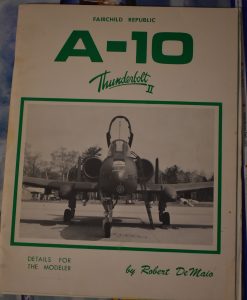 FAIRCHILD REPUBLIC
A-10
Thunderbolt
II
DETAILS FOR
THE MODELER
by Robert DeMaio